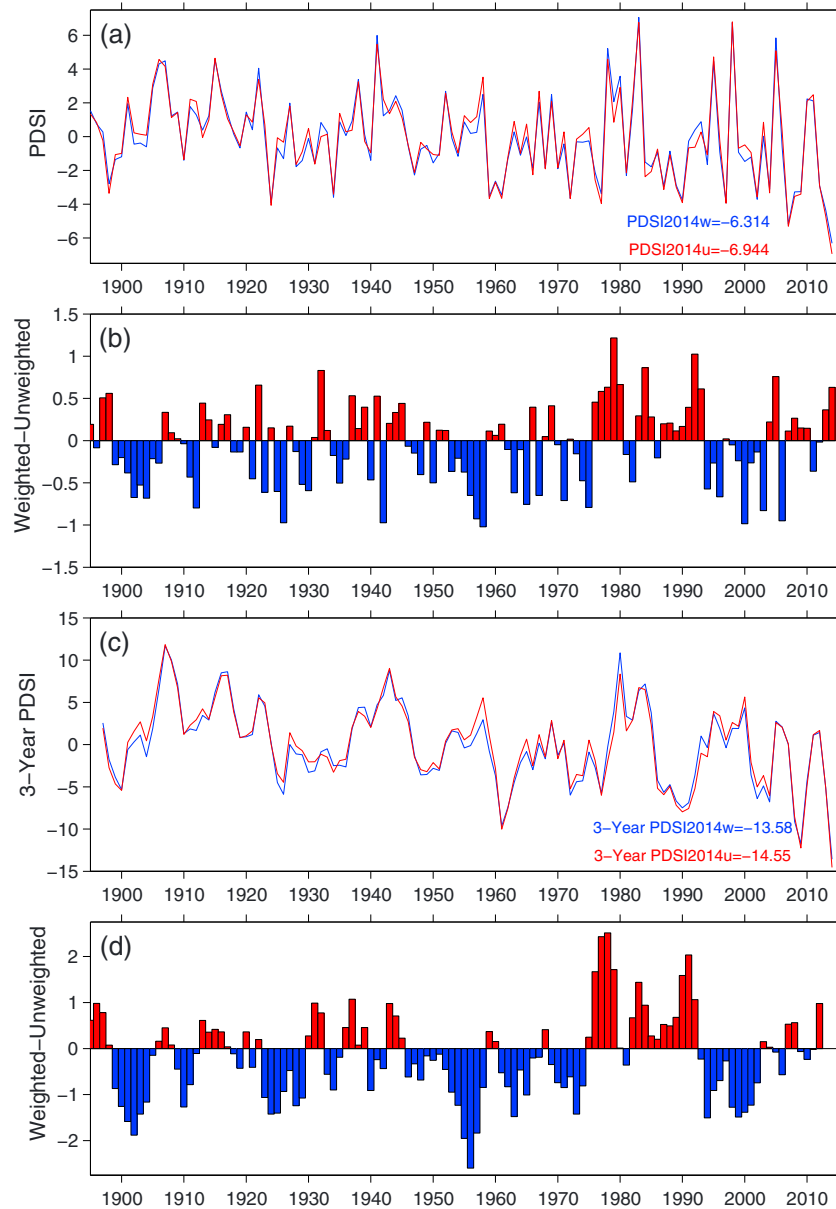 (a)
PDSI
6
4
2
0
−2
−4
−6
PDSI2014w=−6.314
PDSI2014u=−6.944
1900 1910 1920 1930 1940 1950 1960 1970 1980 1990 2000 2010
(b)
Weighted−Unweighted
1.5
1
0.5
0
−0.5
−1
−1.5
1900 1910 1920 1930 1940 1950 1960 1970 1980 1990 2000 2010
(c)
3−Year PDSI
15
10
5
0
−5
−10
−15
3−Year PDSI2014w=−13.58
3−Year PDSI2014u=−14.55
1900 1910 1920 1930 1940 1950 1960 1970 1980 1990 2000 2010
(d)
Weighted−Unweighted
2
1
0
−1
−2
1900 1910 1920 1930 1940 1950 1960 1970 1980 1990 2000 2010